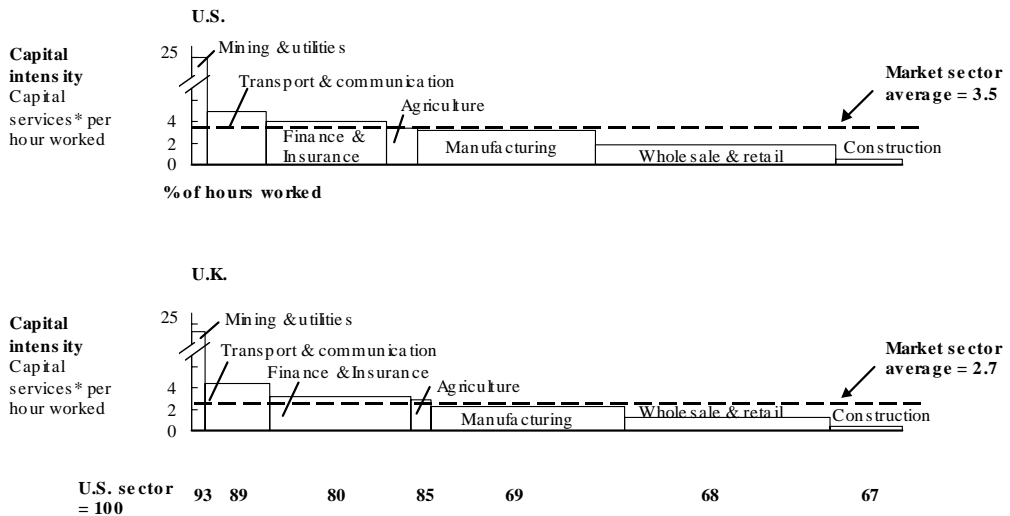 U.S.
Capital
intensity
Capital
services* per
hour worked
25
4
2
0
Mining & utilities
Transport & communication
Agriculture
Finance &
Insurance
Manufacturing
Wholesale & retail
Construction
Market sector
average = 3.5
% of hours worked
U.K.
Capital
intensity
Capital
services* per
hour worked
25
4
2
0
Mining & utilities
Transport & communication
Finance & Insurance
Agriculture
Manufacturing
Wholesale & retail
Construction
Market sector
average = 2.7
U.S. sector
= 100
93 89 80 85 69 68 67